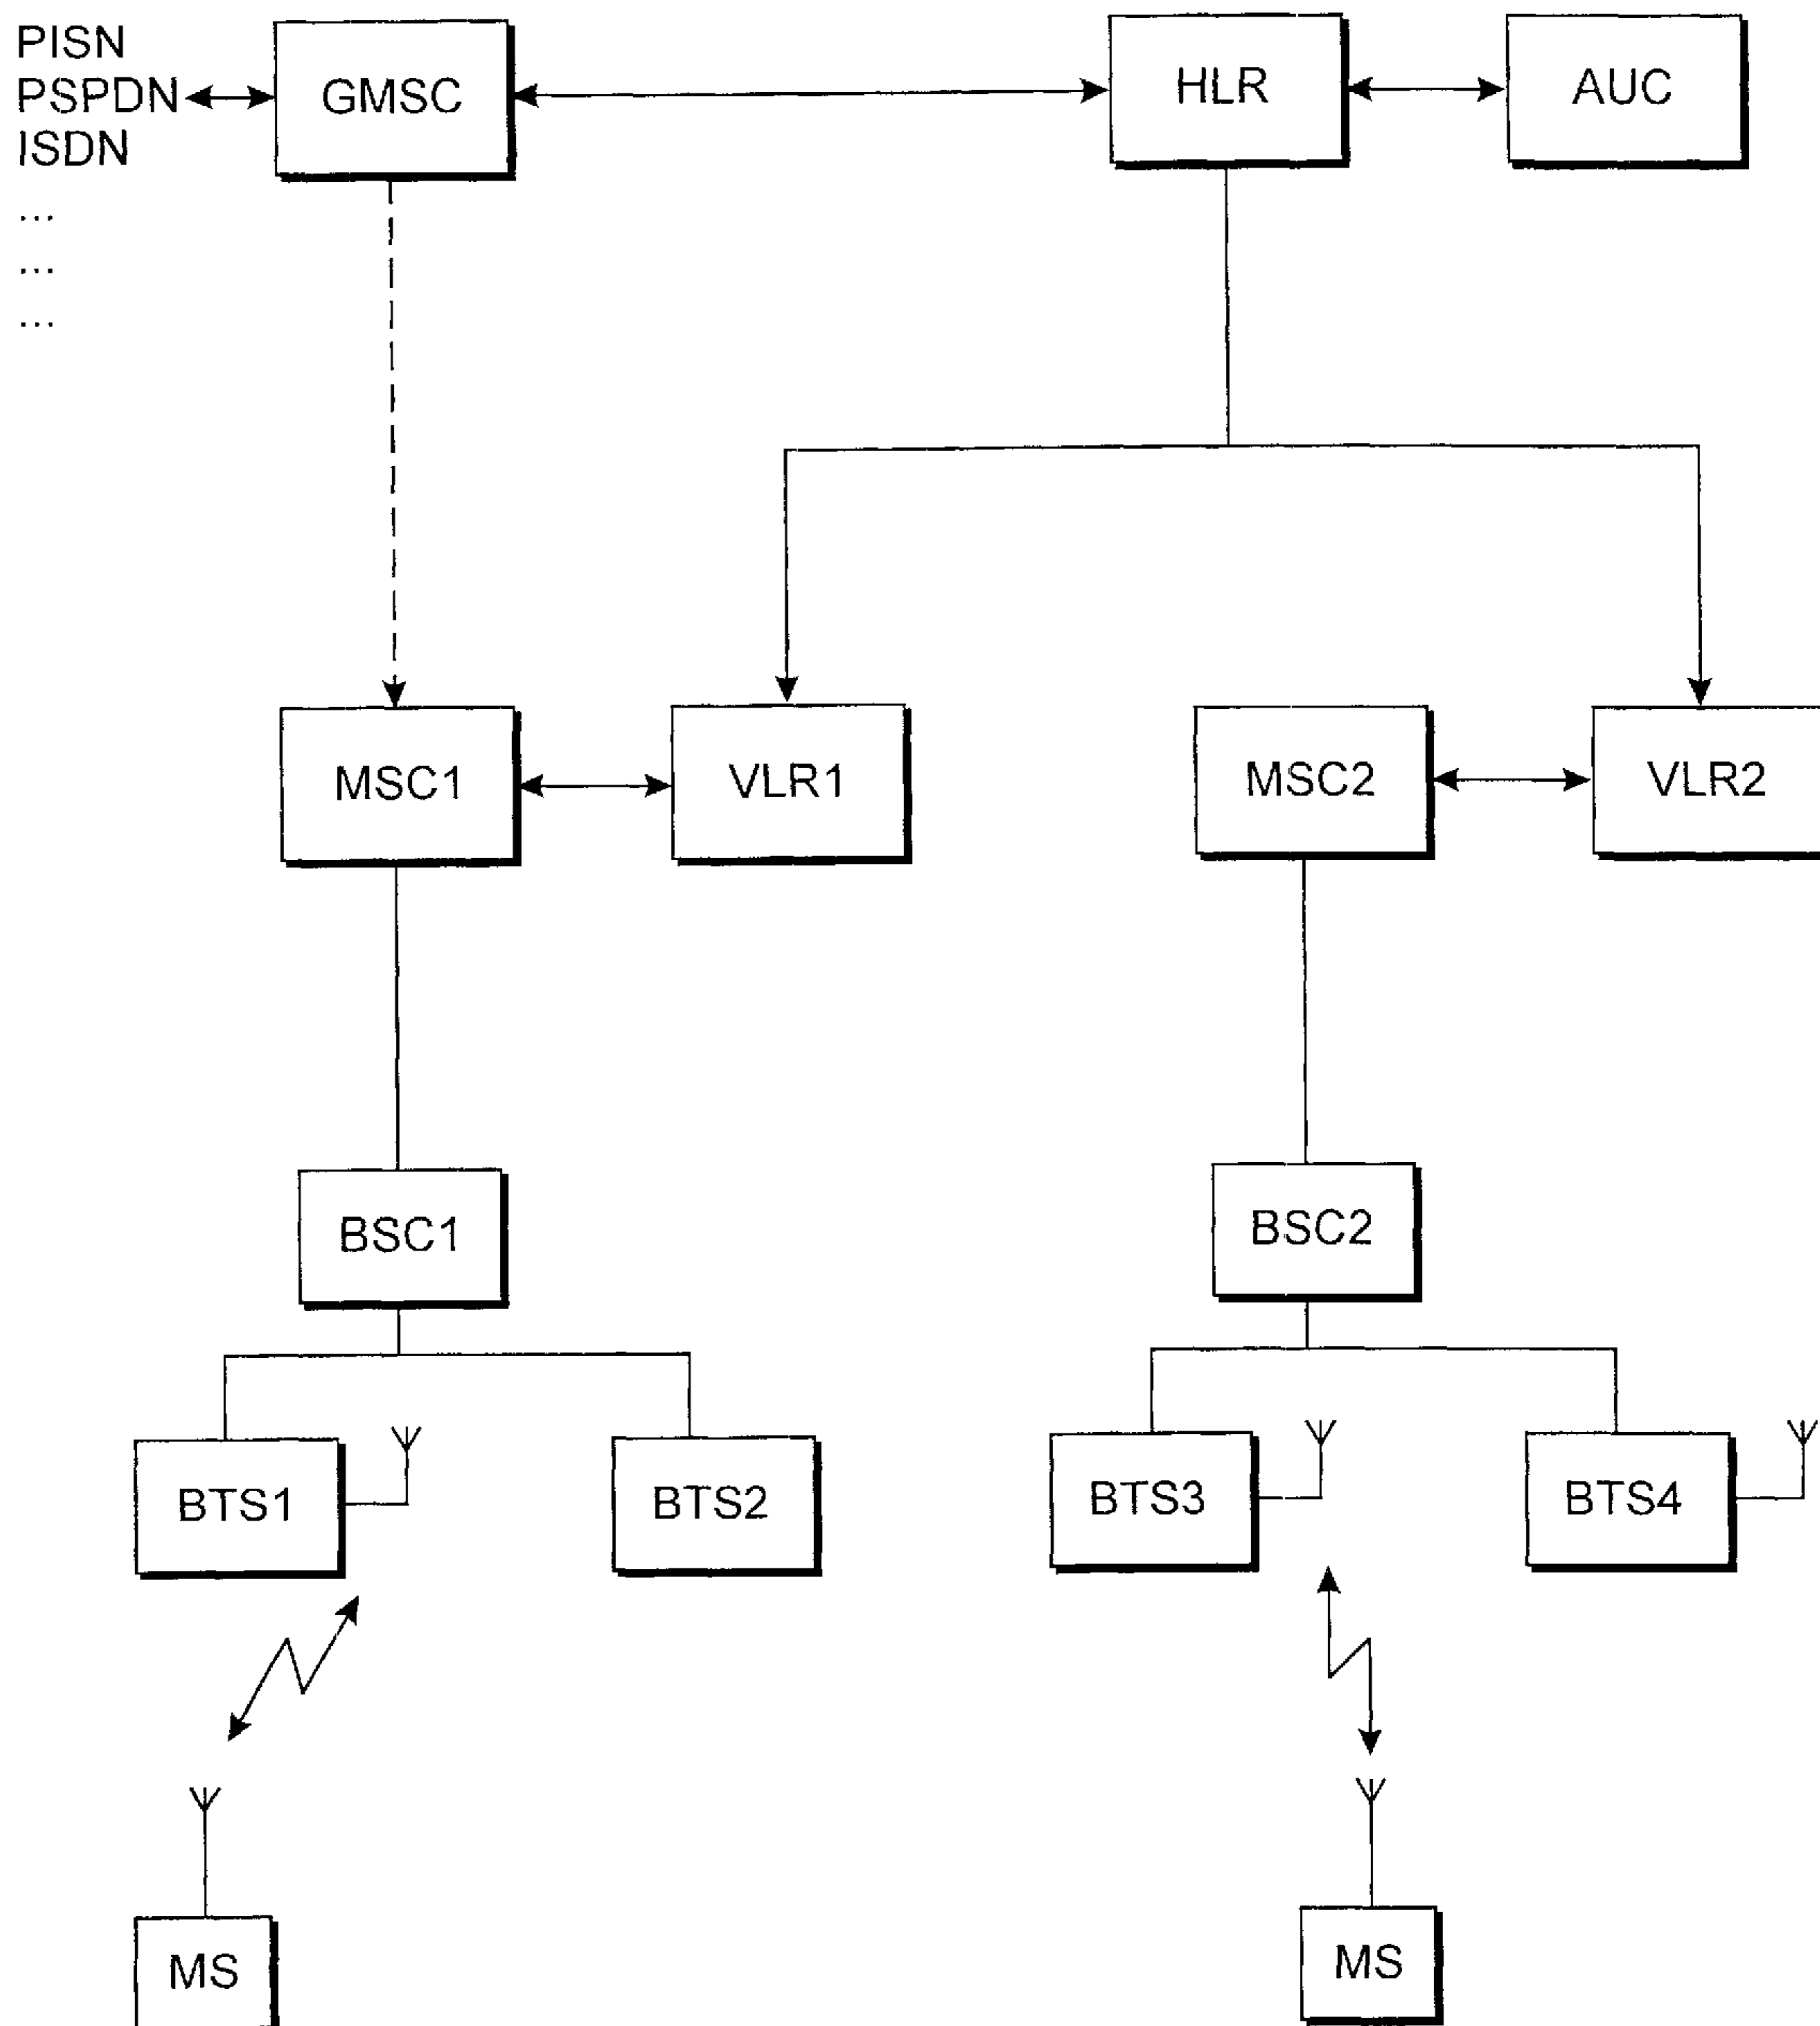 PISN
PSPDN
ISDN
...
...
...
GMSC
HLR
AUC
MSC1
VLR1
MSC2
VLR2
BSC1
BSC2
BTS1
BTS2
BTS3
BTS4
MS
MS